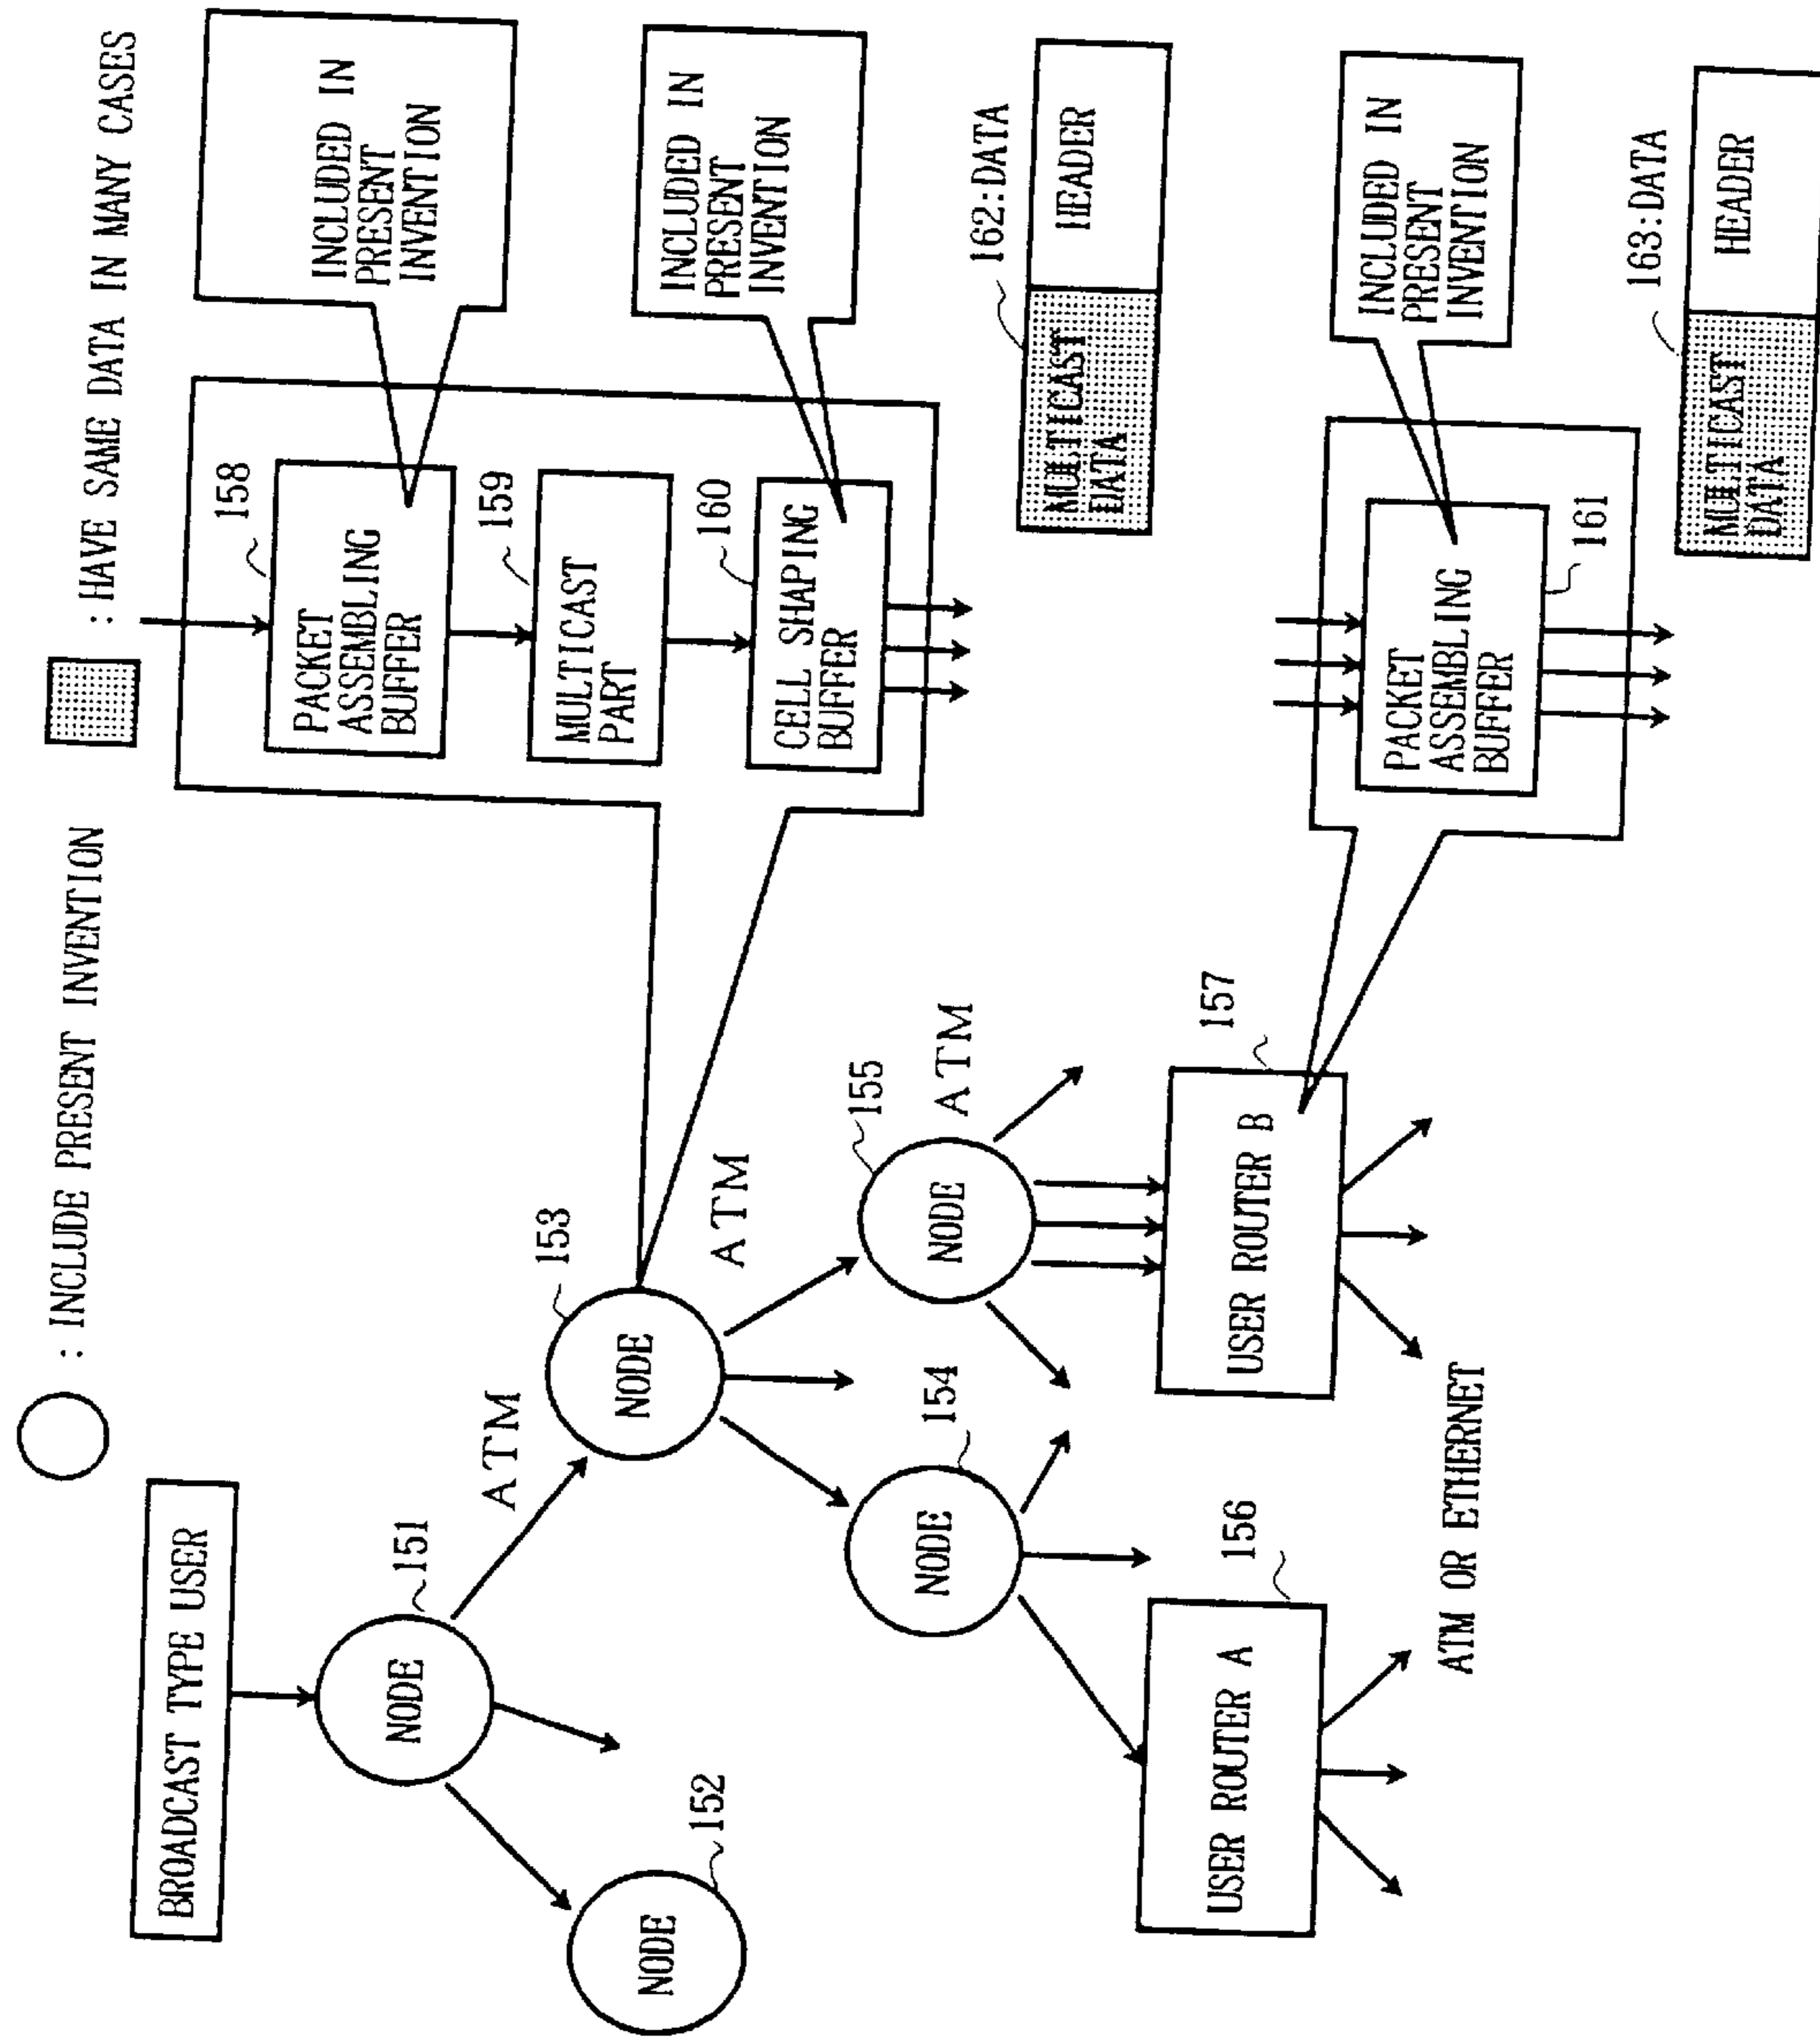 : INCLUDE PRESENT INVENTION
: HAVE SAME DATA IN MANY CASES
BROADCAST TYPE USER
NODE
151
ATM
NODE
152
NODE
153
ATM
NODE
154
NODE
155
ATM
USER ROUTER A
156
USER ROUTER B
157
ATM OR ETHERNET
158
PACKET
ASSEMBLING
BUFFER
INCLUDED IN
PRESENT
INVENTION
159
MULTICAST
PART
160
CELL SHAPING
BUFFER
INCLUDED IN
PRESENT
INVENTION
162:DATA
MULTICAST
DATA
HEADER
PACKET
ASSEMBLING
BUFFER
161
INCLUDED IN
PRESENT
INVENTION
163:DATA
MULTICAST
DATA
HEADER